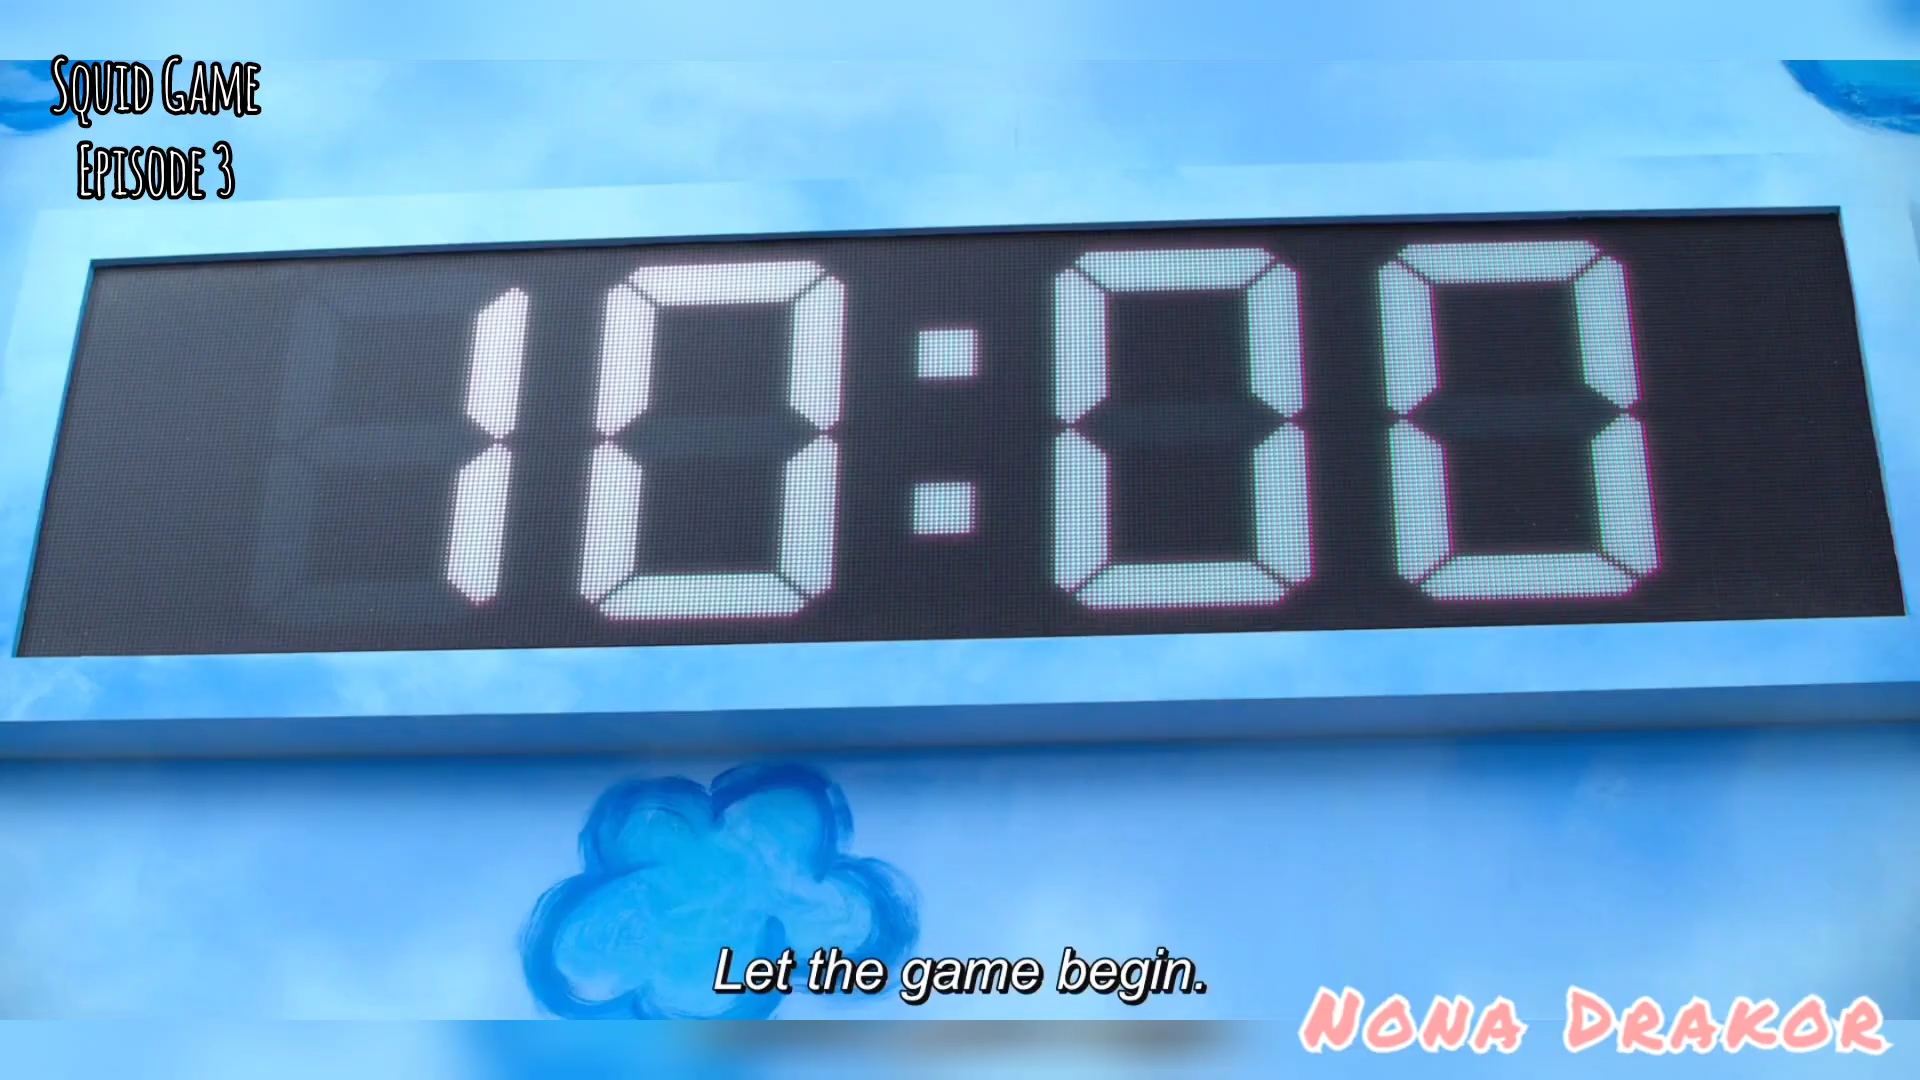 Squid Game
Episode 3
10:00
Let the game begin.
Nona Drakor